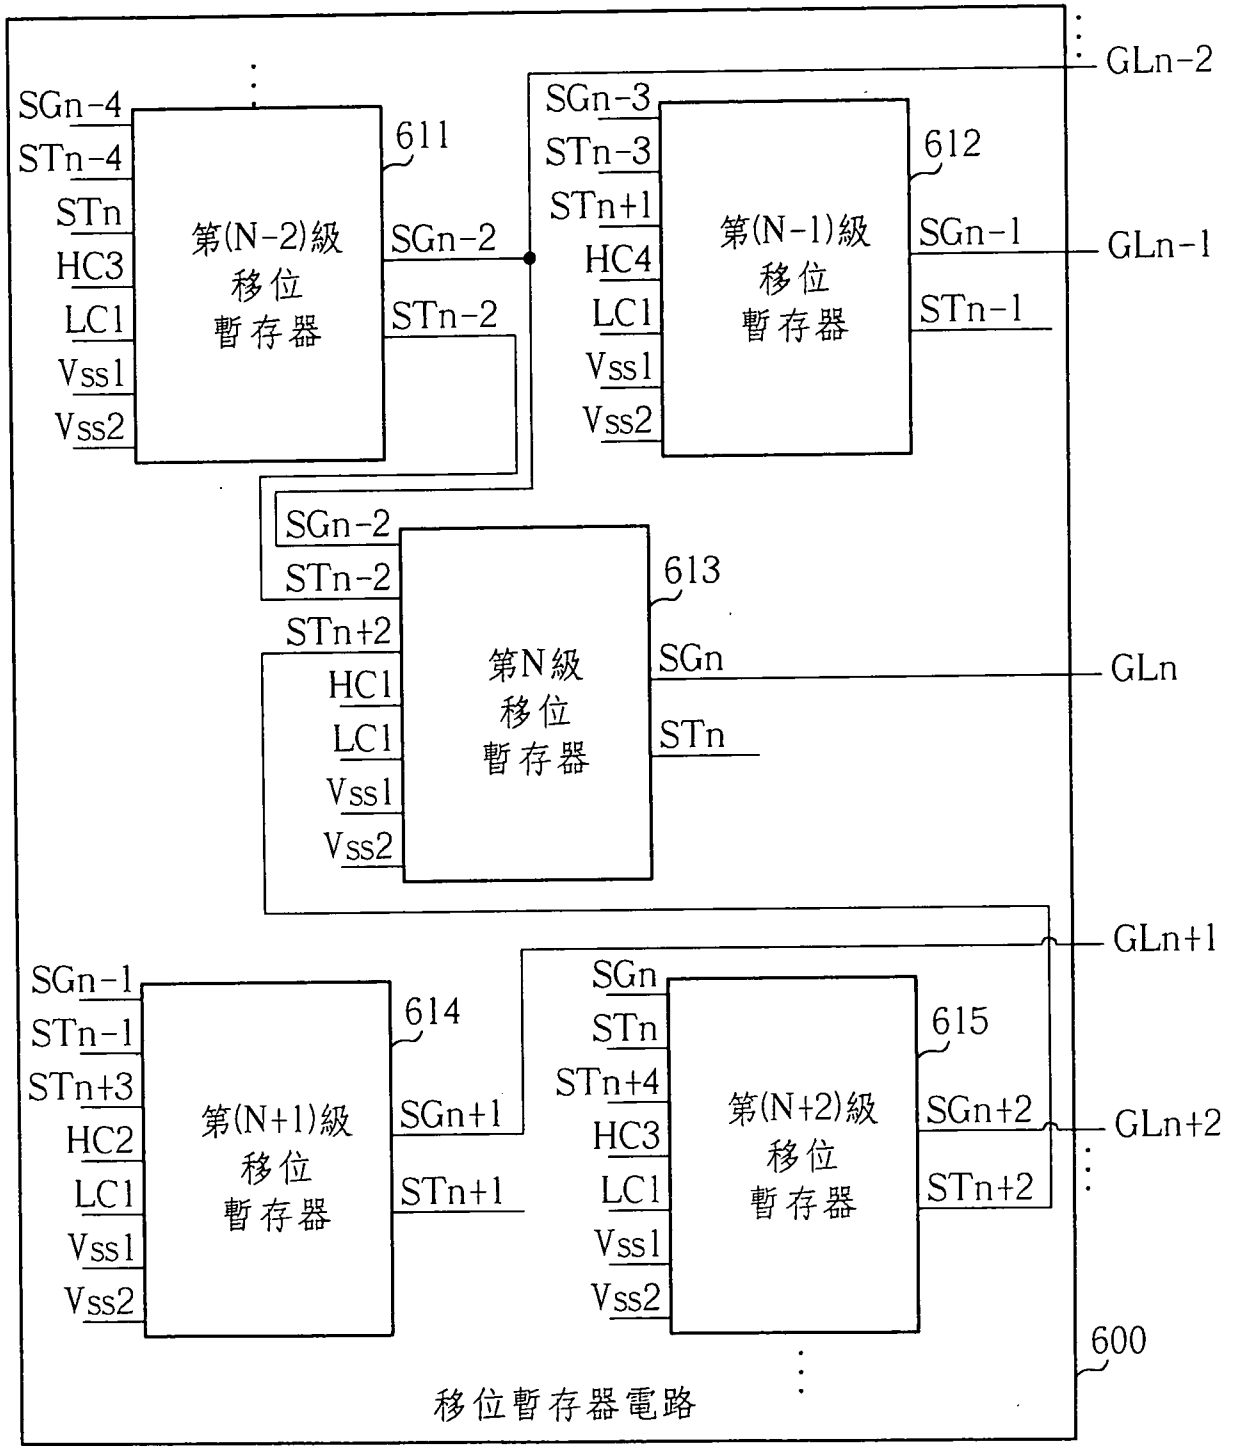 GLn-2
SGn-4
STn-4
STn
HC3
LC1
Vss1
Vss2
第(N-2)級
移位
暫存器
611
SGn-2
STn-2
SGn-3
STn-3
STn+1
HC4
LC1
Vss1
Vss2
第(N-1)級
移位
暫存器
612
SGn-1
STn-1
GLn-1
SGn-2
STn-2
STn+2
HC1
LC1
Vss1
Vss2
第N級
移位
暫存器
613
SGn
STn
GLn
GLn+1
SGn-1
STn-1
STn+3
HC2
LC1
Vss1
Vss2
第(N+1)級
移位
暫存器
614
SGn+1
STn+1
SGn
STn
STn+4
HC3
LC1
Vss1
Vss2
第(N+2)級
移位
暫存器
615
SGn+2
STn+2
GLn+2
600
移位暫存器電路